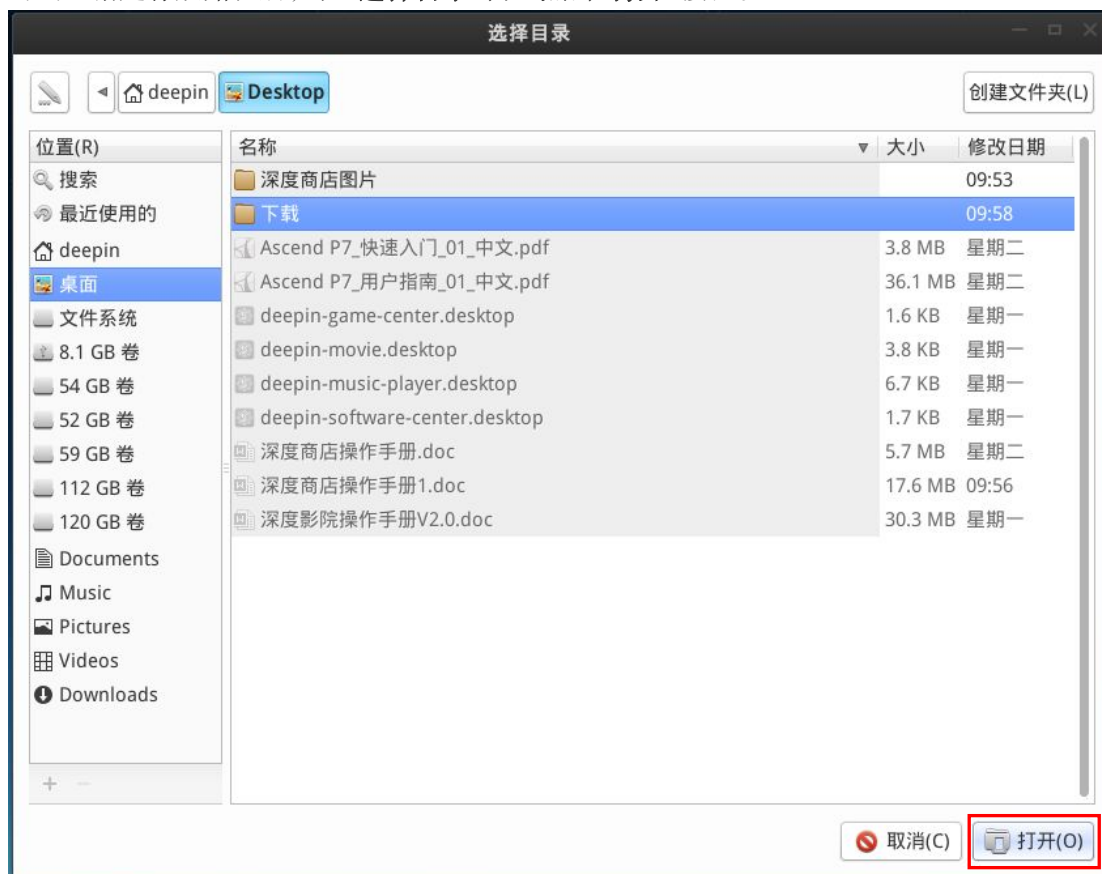 选择目录
deepin Desktop 创建文件夹(L)
位置(R) 名称 大小 修改日期
搜索 深度商店图片 09:53
最近使用的 下载 09:58
deepin Ascend P7_快速入门_01_中文.pdf 3.8 MB 星期二
桌面 Ascend P7_用户指南_01_中文.pdf 36.1 MB 星期二
文件系统 deepin-game-center.desktop 1.6 KB 星期一
8.1 GB 卷 deepin-movie.desktop 3.8 KB 星期一
54 GB 卷 deepin-music-player.desktop 6.7 KB 星期一
52 GB 卷 deepin-software-center.desktop 1.7 KB 星期一
59 GB 卷 深度商店操作手册.doc 5.7 MB 星期二
112 GB 卷 深度商店操作手册1.doc 17.6 MB 09:56
120 GB 卷 深度影院操作手册V2.0.doc 30.3 MB 星期一
Documents
Music
Pictures
Videos
Downloads
取消(C) 打开(O)